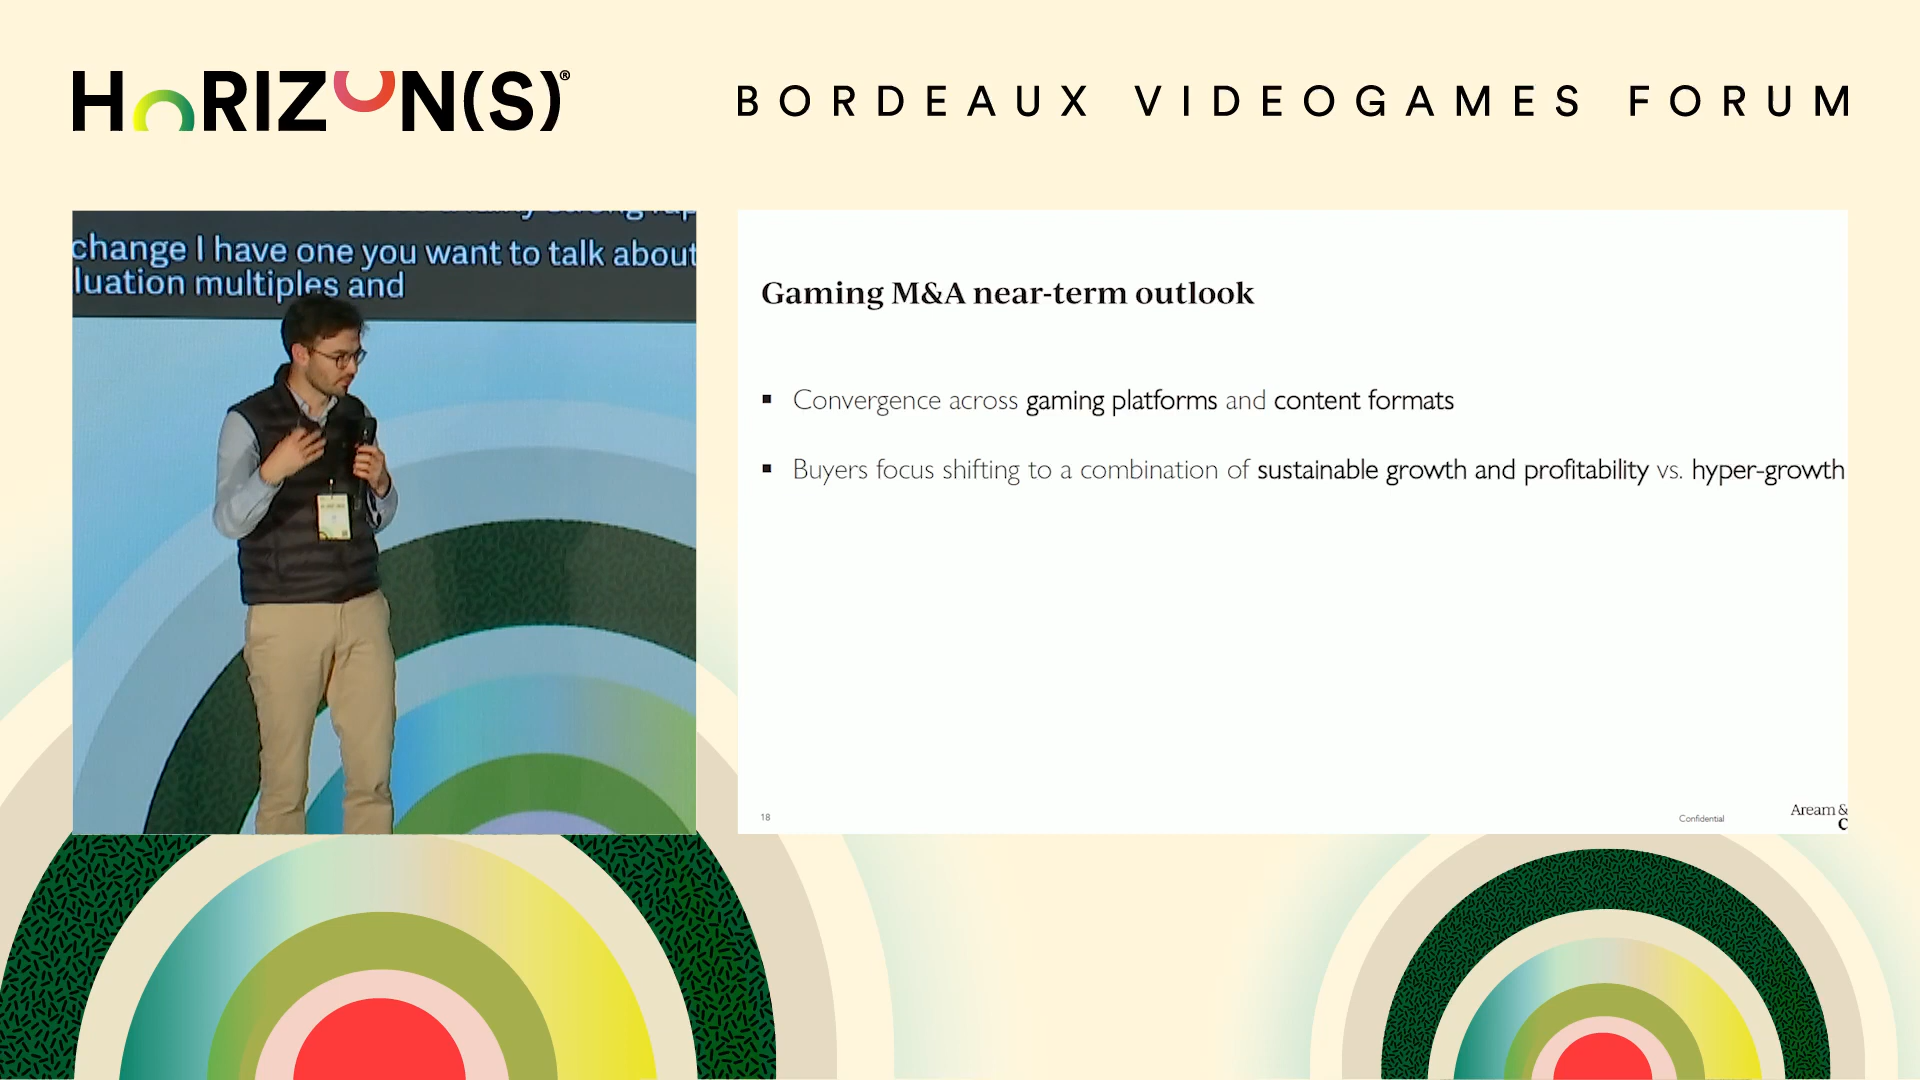 HORIZON(S)®
BORDEAUX VIDEOGAMES FORUM
change I have one you want to talk about
luation multiples and
Gaming M&A near-term outlook
▪ Convergence across gaming platforms and content formats
▪ Buyers focus shifting to a combination of sustainable growth and profitability vs. hyper-growth
18
Confidential
Aream &
C